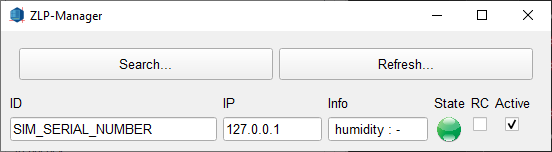 ZLP-Manager
Search... Refresh...
ID IP Info State RC Active
SIM_SERIAL_NUMBER 127.0.0.1 humidity : -